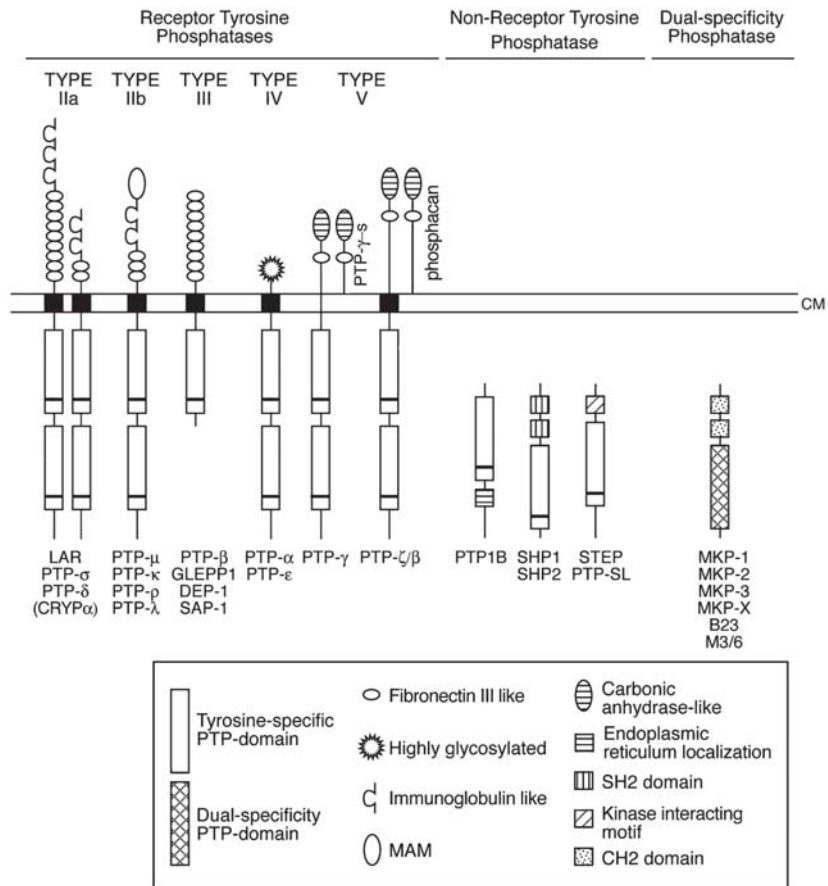 Receptor Tyrosine
Phosphatases
Non-Receptor Tyrosine
Phosphatase
Dual-specificity
Phosphatase
TYPE
IIa
TYPE
IIb
TYPE
III
TYPE
IV
TYPE
V
PTP-γ-s
phosphacan
CM
LAR
PTP-σ
PTP-δ
(CRYPα)
PTP-μ
PTP-κ
PTP-ρ
PTP-λ
PTP-β
GLEPP1
DEP-1
SAP-1
PTP-α
PTP-ε
PTP-γ
PTP-ζ/β
PTP1B
SHP1
SHP2
STEP
PTP-SL
MKP-1
MKP-2
MKP-3
MKP-X
B23
M3/6
Tyrosine-specific
PTP-domain
Dual-specificity
PTP-domain
Fibronectin III like
Highly glycosylated
Immunoglobulin like
MAM
Carbonic
anhydrase-like
Endoplasmic
reticulum localization
SH2 domain
Kinase interacting
motif
CH2 domain